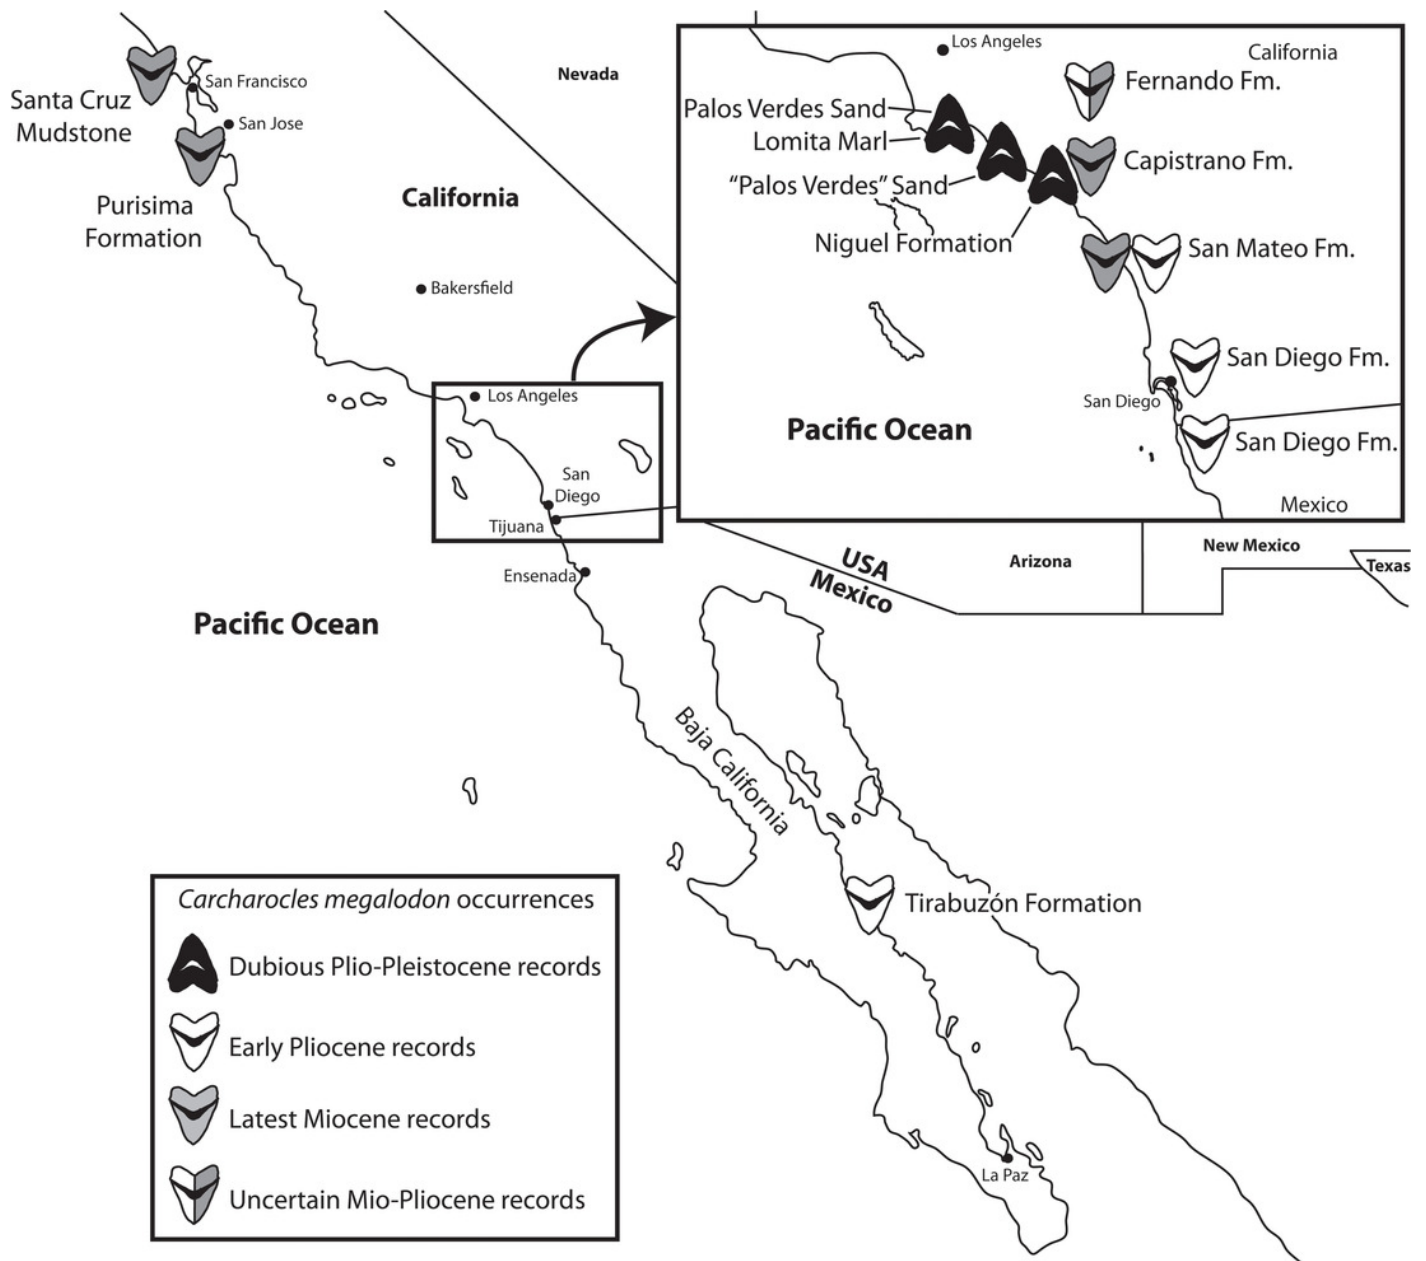 Santa Cruz
Mudstone
San Francisco
San Jose
Purisima
Formation
Nevada
California
Bakersfield
Los Angeles
San
Diego
Tijuana
Ensenada
Pacific Ocean
Los Angeles
California
Palos Verdes Sand
Lomita Marl
“Palos Verdes” Sand
Niguel Formation
Fernando Fm.
Capistrano Fm.
San Mateo Fm.
San Diego Fm.
San Diego
San Diego Fm.
Pacific Ocean
Mexico
USA
Mexico
Arizona
New Mexico
Texas
Baja California
Tirabuzón Formation
La Paz
Carcharocles megalodon occurrences
Dubious Plio-Pleistocene records
Early Pliocene records
Latest Miocene records
Uncertain Mio-Pliocene records